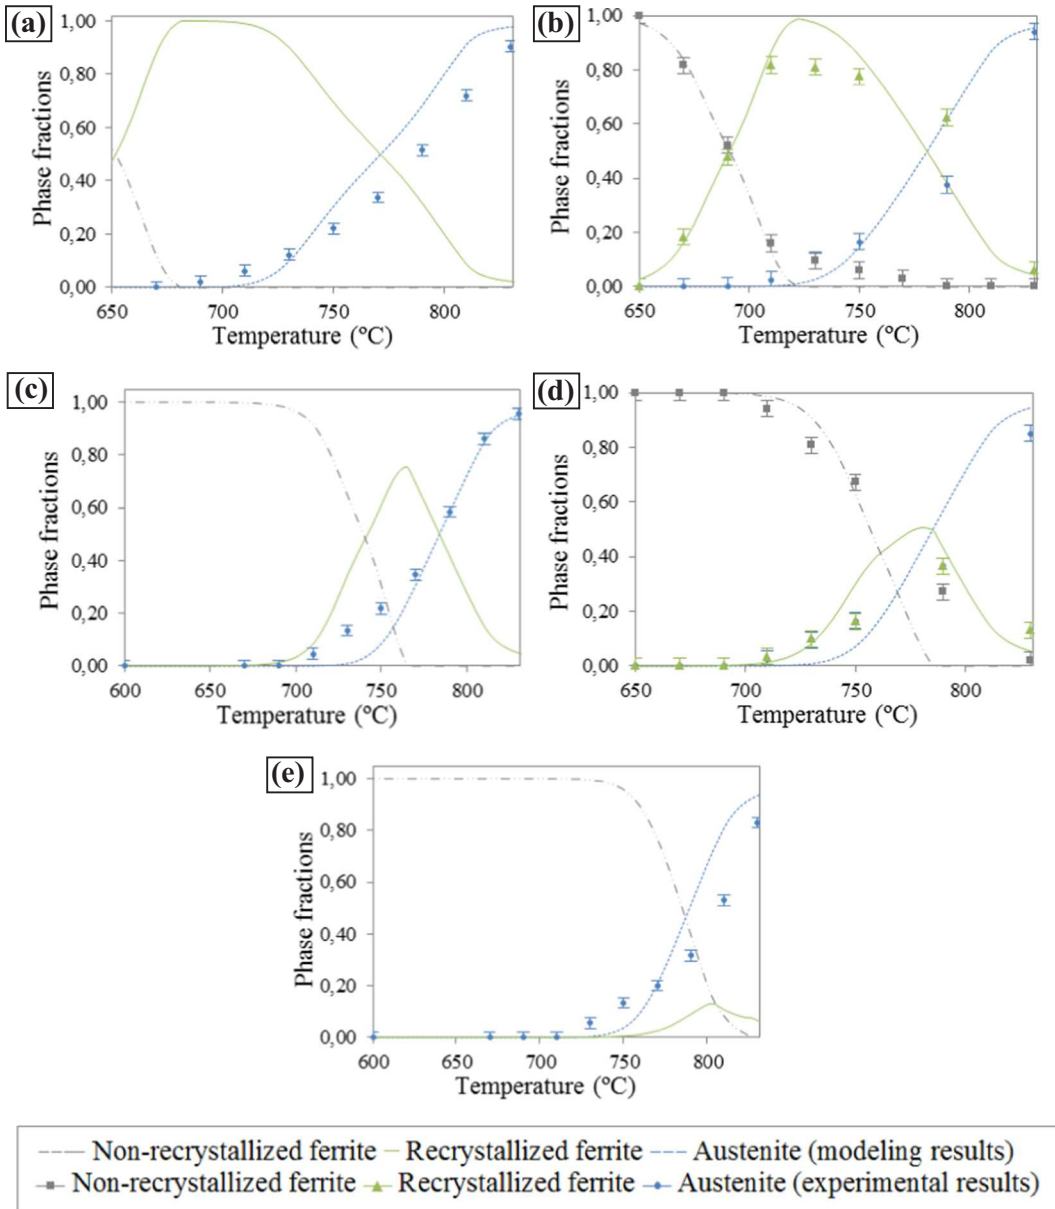 (a)
1,00
0,80
0,60
0,40
0,20
0,00
Phase fractions
650 700 750 800
Temperature (ºC)
(b)
1,00
0,80
0,60
0,40
0,20
0,00
Phase fractions
650 700 750 800
Temperature (ºC)
(c)
1,00
0,80
0,60
0,40
0,20
0,00
Phase fractions
600 650 700 750 800
Temperature (ºC)
(d)
1,00
0,80
0,60
0,40
0,20
0,00
Phase fractions
650 700 750 800
Temperature (ºC)
(e)
1,00
0,80
0,60
0,40
0,20
0,00
Phase fractions
600 650 700 750 800
Temperature (ºC)
Non-recrystallized ferrite Recrystallized ferrite Austenite (modeling results)
Non-recrystallized ferrite Recrystallized ferrite Austenite (experimental results)